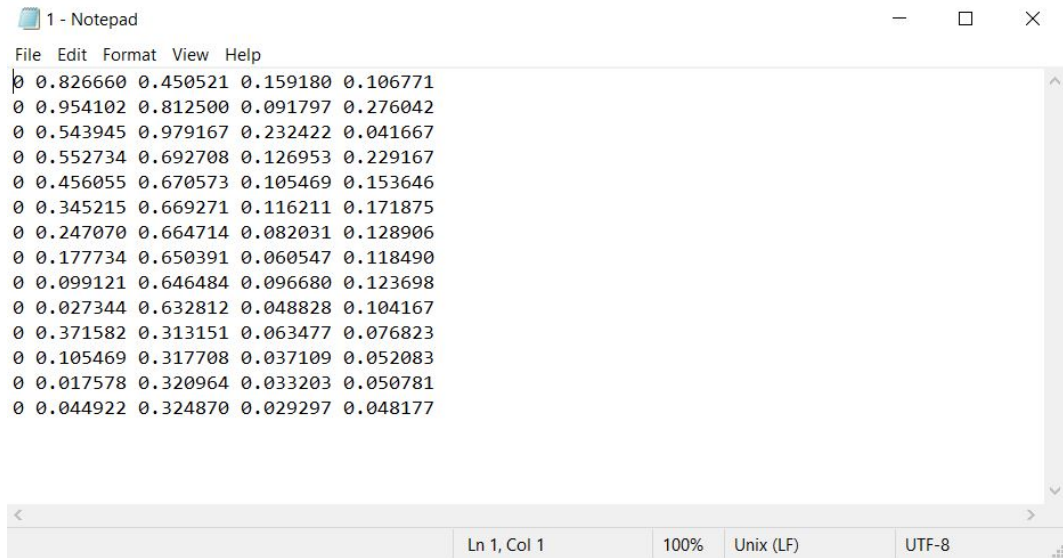 1 - Notepad
File Edit Format View Help
0 0.826660 0.450521 0.159180 0.106771
0 0.954102 0.812500 0.091797 0.276042
0 0.543945 0.979167 0.232422 0.041667
0 0.552734 0.692708 0.126953 0.229167
0 0.456055 0.670573 0.105469 0.153646
0 0.345215 0.669271 0.116211 0.171875
0 0.247070 0.664714 0.082031 0.128906
0 0.177734 0.650391 0.060547 0.118490
0 0.099121 0.646484 0.096680 0.123698
0 0.027344 0.632812 0.048828 0.104167
0 0.371582 0.313151 0.063477 0.076823
0 0.105469 0.317708 0.037109 0.052083
0 0.017578 0.320964 0.033203 0.050781
0 0.044922 0.324870 0.029297 0.048177
Ln 1, Col 1 100% Unix (LF) UTF-8